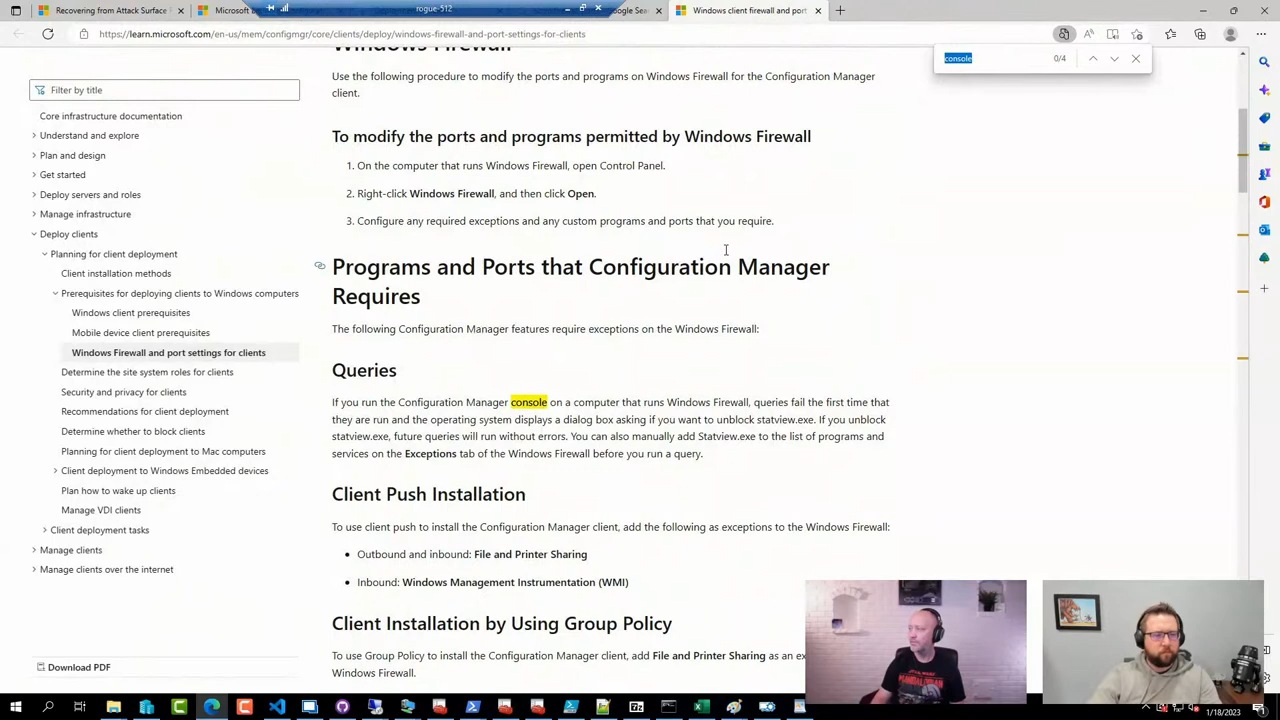 Recovering from Attack Surface
Microsoft
rogue-512
gle Sea
Windows client firewall and port
https://learn.microsoft.com/en-us/mem/configmgr/core/clients/deploy/windows-firewall-and-port-settings-for-clients
console
0/4
Filter by title
Core infrastructure documentation
Understand and explore
Plan and design
Get started
Deploy servers and roles
Manage infrastructure
Deploy clients
Planning for client deployment
Client installation methods
Prerequisites for deploying clients to Windows computers
Windows client prerequisites
Mobile device client prerequisites
Windows Firewall and port settings for clients
Determine the site system roles for clients
Security and privacy for clients
Recommendations for client deployment
Determine whether to block clients
Planning for client deployment to Mac computers
Client deployment to Windows Embedded devices
Plan how to wake up clients
Manage VDI clients
Client deployment tasks
Manage clients
Manage clients over the internet
Download PDF
Windows Firewall
Use the following procedure to modify the ports and programs on Windows Firewall for the Configuration Manager
client.
To modify the ports and programs permitted by Windows Firewall
1. On the computer that runs Windows Firewall, open Control Panel.
2. Right-click Windows Firewall, and then click Open.
3. Configure any required exceptions and any custom programs and ports that you require.
Programs and Ports that Configuration Manager
Requires
The following Configuration Manager features require exceptions on the Windows Firewall:
Queries
If you run the Configuration Manager console on a computer that runs Windows Firewall, queries fail the first time that
they are run and the operating system displays a dialog box asking if you want to unblock statview.exe. If you unblock
statview.exe, future queries will run without errors. You can also manually add Statview.exe to the list of programs and
services on the Exceptions tab of the Windows Firewall before you run a query.
Client Push Installation
To use client push to install the Configuration Manager client, add the following as exceptions to the Windows Firewall:
• Outbound and inbound: File and Printer Sharing
• Inbound: Windows Management Instrumentation (WMI)
Client Installation by Using Group Policy
To use Group Policy to install the Configuration Manager client, add File and Printer Sharing as an ex
Windows Firewall.
1/18/2023